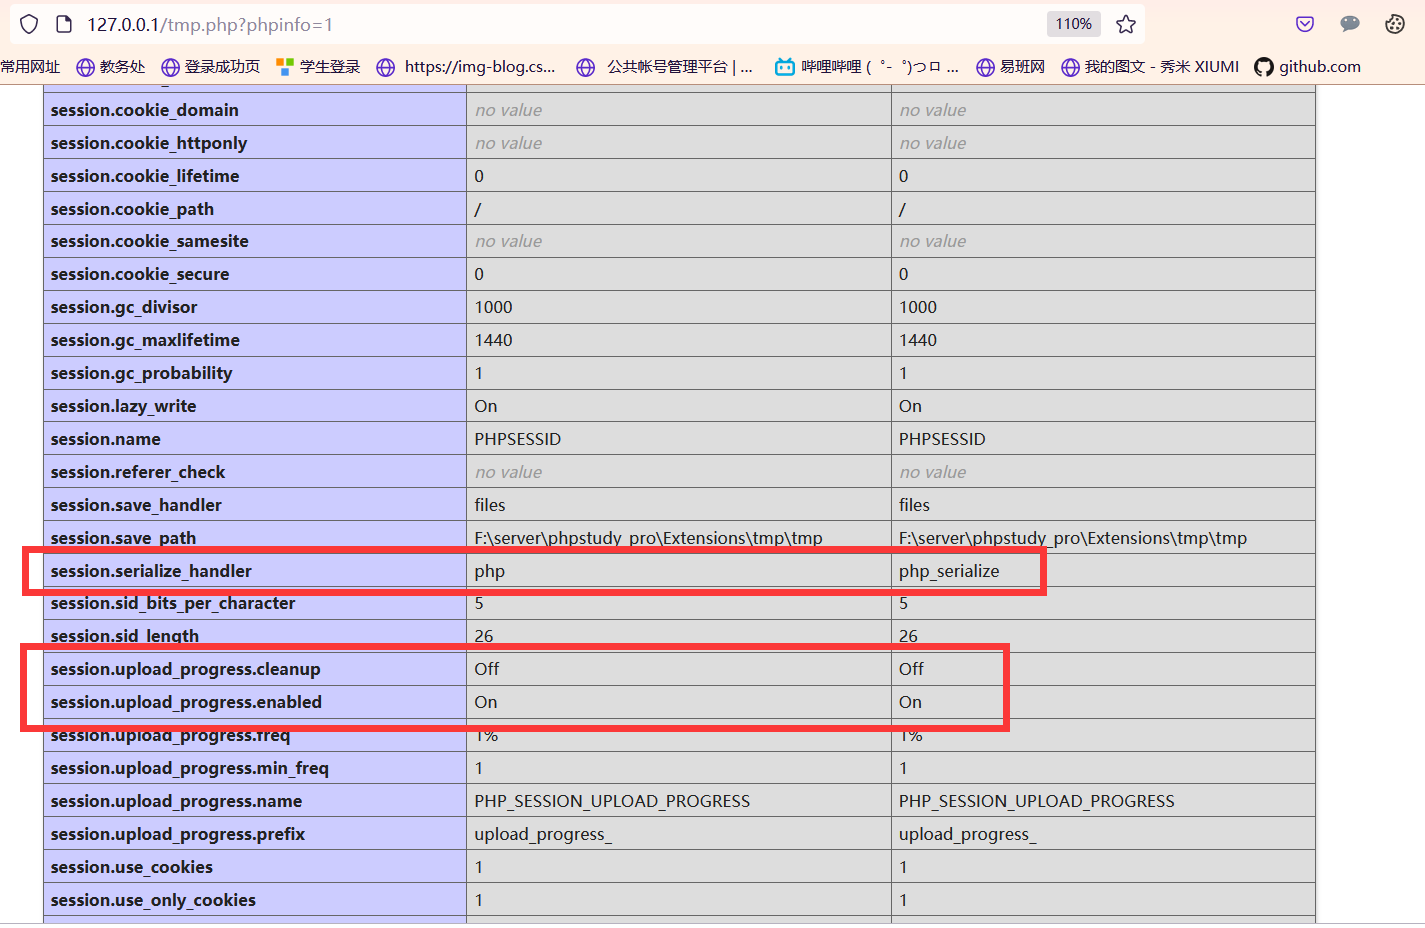 127.0.0.1/tmp.php?phpinfo=1 110%
常用网址 教务处 登录成功页 学生登录 https://img-blog.cs... 公共帐号管理平台 | ... 哔哩哔哩 ( ゜- ゜)つロ ... 易班网 我的图文 - 秀米 XIUMI github.com
session.cookie_domain no value no value
session.cookie_httponly no value no value
session.cookie_lifetime 0 0
session.cookie_path / /
session.cookie_samesite no value no value
session.cookie_secure 0 0
session.gc_divisor 1000 1000
session.gc_maxlifetime 1440 1440
session.gc_probability 1 1
session.lazy_write On On
session.name PHPSESSID PHPSESSID
session.referer_check no value no value
session.save_handler files files
session.save_path F:\server\phpstudy_pro\Extensions\tmp\tmp F:\server\phpstudy_pro\Extensions\tmp\tmp
session.serialize_handler php php_serialize
session.sid_bits_per_character 5 5
session.sid_length 26 26
session.upload_progress.cleanup Off Off
session.upload_progress.enabled On On
session.upload_progress.freq 1% 1%
session.upload_progress.min_freq 1 1
session.upload_progress.name PHP_SESSION_UPLOAD_PROGRESS PHP_SESSION_UPLOAD_PROGRESS
session.upload_progress.prefix upload_progress_ upload_progress_
session.use_cookies 1 1
session.use_only_cookies 1 1